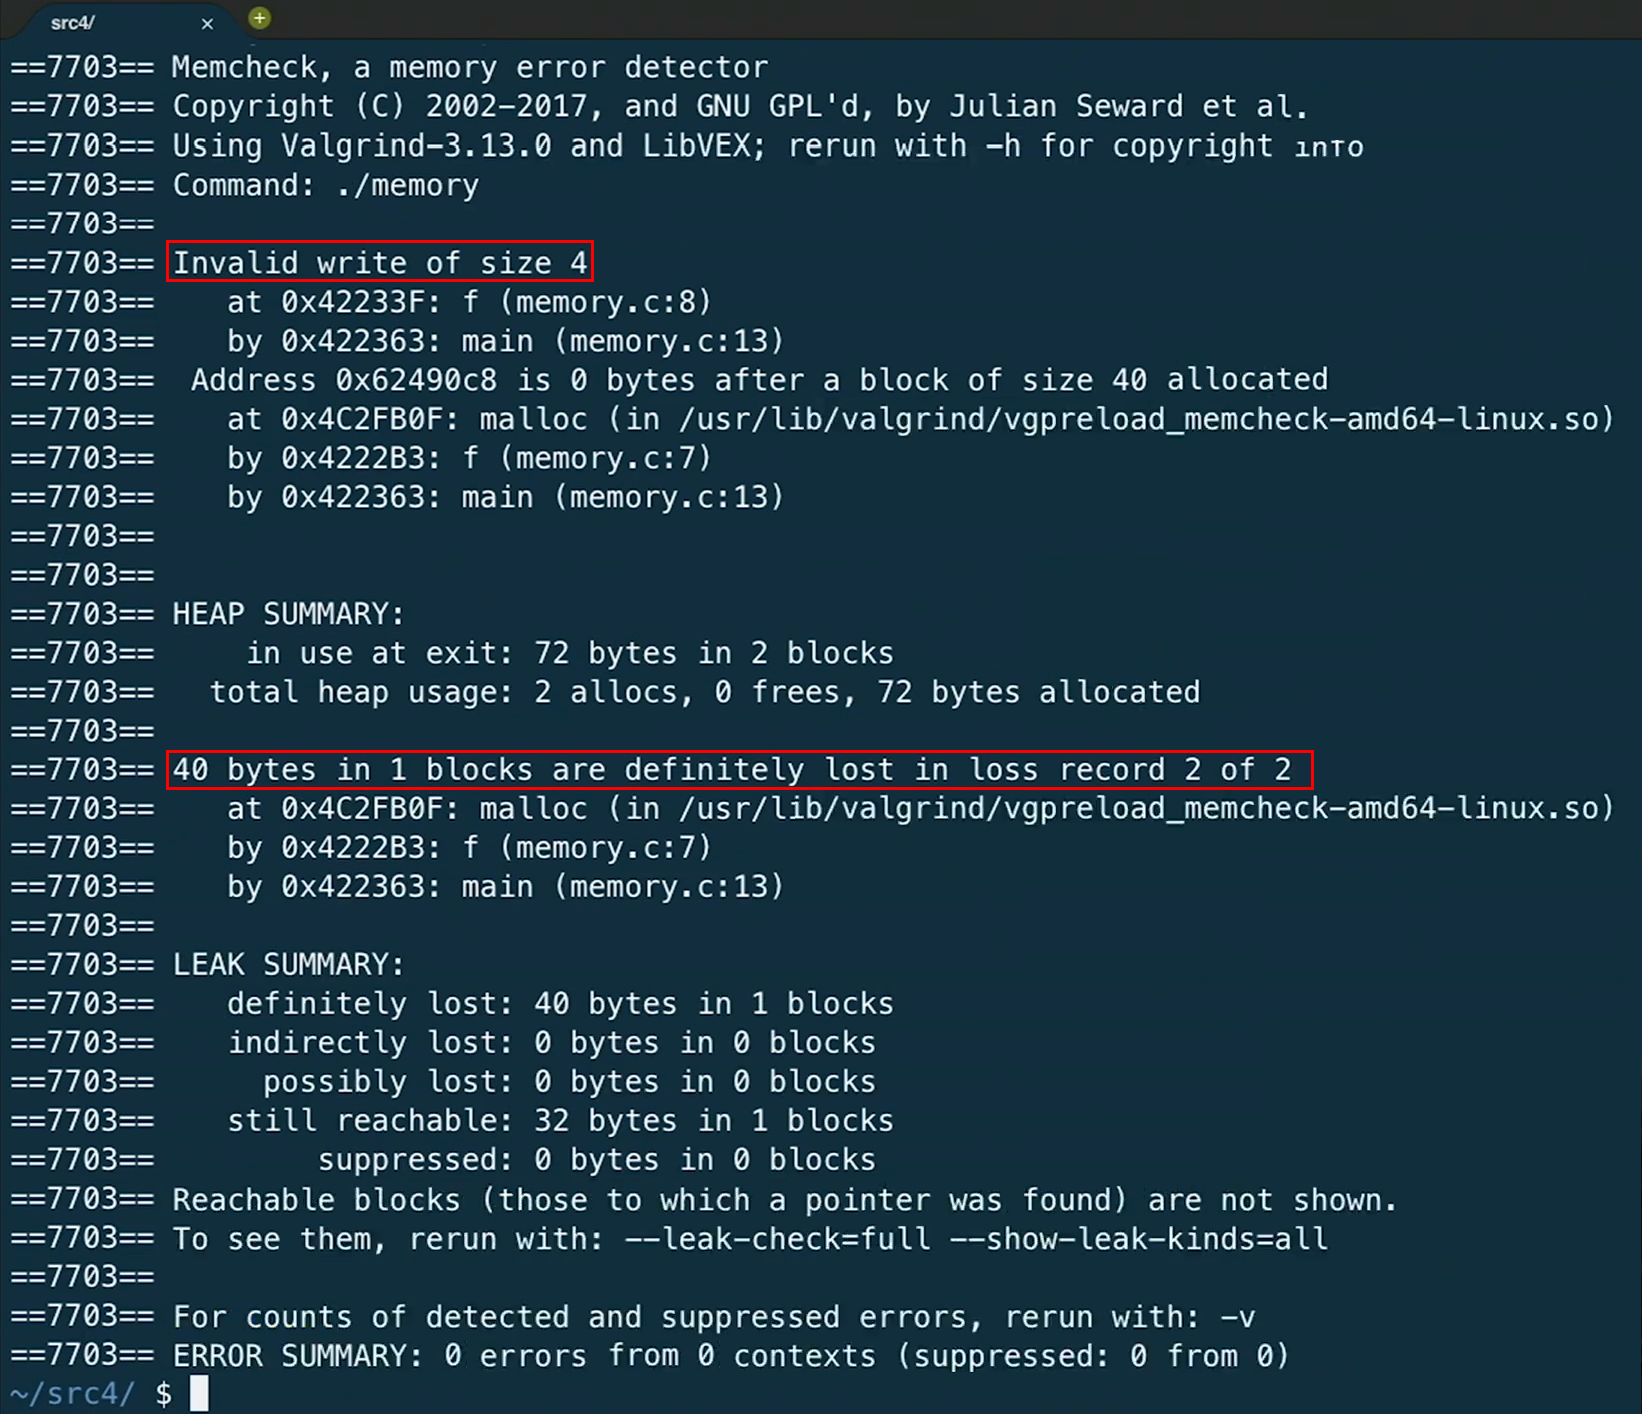 src4/ × +
==7703== Memcheck, a memory error detector
==7703== Copyright (C) 2002-2017, and GNU GPL'd, by Julian Seward et al.
==7703== Using Valgrind-3.13.0 and LibVEX; rerun with -h for copyright
==7703== Command: ./memory
==7703==
==7703== Invalid write of size 4
==7703==    at 0x42233F: f (memory.c:8)
==7703==    by 0x422363: main (memory.c:13)
==7703==  Address 0x62490c8 is 0 bytes after a block of size 40 allocated
==7703==    at 0x4C2FB0F: malloc (in /usr/lib/valgrind/vgpreload_memcheck-amd64-linux.so)
==7703==    by 0x4222B3: f (memory.c:7)
==7703==    by 0x422363: main (memory.c:13)
==7703==
==7703==
==7703== HEAP SUMMARY:
==7703==     in use at exit: 72 bytes in 2 blocks
==7703==   total heap usage: 2 allocs, 0 frees, 72 bytes allocated
==7703==
==7703== 40 bytes in 1 blocks are definitely lost in loss record 2 of 2
==7703==    at 0x4C2FB0F: malloc (in /usr/lib/valgrind/vgpreload_memcheck-amd64-linux.so)
==7703==    by 0x4222B3: f (memory.c:7)
==7703==    by 0x422363: main (memory.c:13)
==7703==
==7703== LEAK SUMMARY:
==7703==    definitely lost: 40 bytes in 1 blocks
==7703==    indirectly lost: 0 bytes in 0 blocks
==7703==      possibly lost: 0 bytes in 0 blocks
==7703==    still reachable: 32 bytes in 1 blocks
==7703==         suppressed: 0 bytes in 0 blocks
==7703== Reachable blocks (those to which a pointer was found) are not shown.
==7703== To see them, rerun with: --leak-check=full --show-leak-kinds=all
==7703==
==7703== For counts of detected and suppressed errors, rerun with: -v
==7703== ERROR SUMMARY: 0 errors from 0 contexts (suppressed: 0 from 0)
~/src4/ $